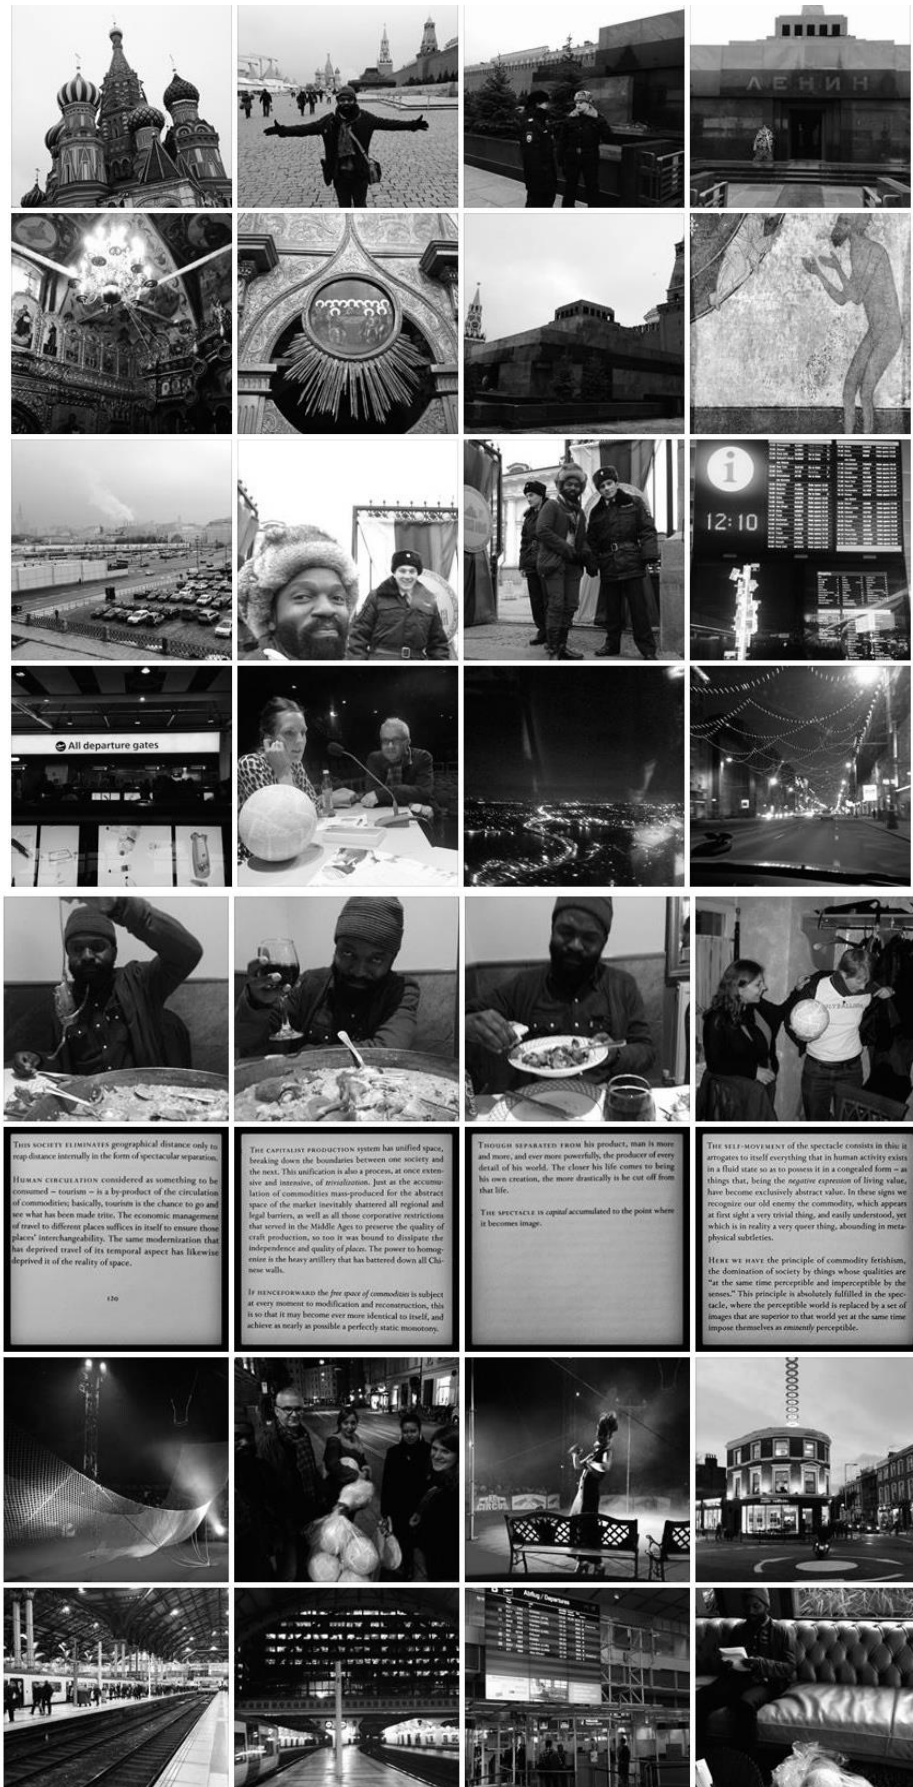 ЛЕНИН
i
12:10
All departure gates
THIS SOCIETY ELIMINATES geographical distance only to
reap distance internally in the form of spectacular separation.
HUMAN CIRCULATION considered as something to be
consumed – tourism – is a by-product of the circulation
of commodities; basically, tourism is the chance to go and
see what has been made trite. The economic management
of travel to different places suffices in itself to ensure those
places' interchangeability. The same modernization that
has deprived travel of its temporal aspect has likewise
deprived it of the reality of space.
120
THE CAPITALIST PRODUCTION system has unified space,
breaking down the boundaries between one society and
the next. This unification is also a process, at once exten-
sive and intensive, of trivialization. Just as the accumu-
lation of commodities mass-produced for the abstract
space of the market inevitably shattered all regional and
legal barriers, as well as all those corporative restrictions
that served in the Middle Ages to preserve the quality of
craft production, so too it was bound to dissipate the
independence and quality of places. The power to homog-
enize is the heavy artillery that has battered down all Chi-
nese walls.
IF HENCEFORWARD the free space of commodities is subject
at every moment to modification and reconstruction, this
is so that it may become ever more identical to itself, and
achieve as nearly as possible a perfectly static monotony.
THOUGH SEPARATED FROM his product, man is more
and more, and ever more powerfully, the producer of every
detail of his world. The closer his life comes to being
his own creation, the more drastically is he cut off from
that life.
THE SPECTACLE IS capital accumulated to the point where
it becomes image.
THE SELF-MOVEMENT of the spectacle consists in this: it
arrogates to itself everything that in human activity exists
in a fluid state so as to possess it in a congealed form – as
things that, being the negative expression of living value,
have become exclusively abstract value. In these signs we
recognize our old enemy the commodity, which appears
at first sight a very trivial thing, and easily understood, yet
which is in reality a very queer thing, abounding in meta-
physical subtleties.
HERE WE HAVE the principle of commodity fetishism,
the domination of society by things whose qualities are
“at the same time perceptible and imperceptible by the
senses.” This principle is absolutely fulfilled in the spec-
tacle, where the perceptible world is replaced by a set of
images that are superior to that world yet at the same time
impose themselves as eminently perceptible.
CIRCUS
Abflug / Departures